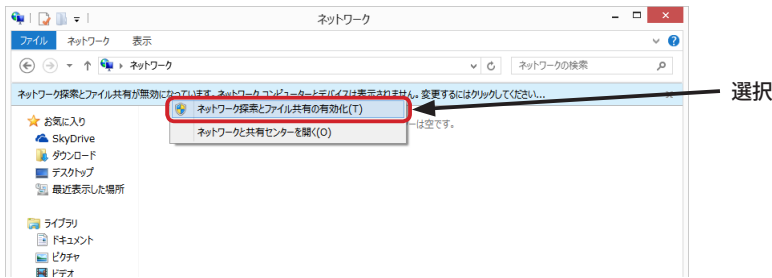 ネットワーク
ファイル ネットワーク 表示
ネットワーク
ネットワークの検索
ネットワーク探索とファイル共有が無効になっています。ネットワーク コンピューターとデバイスは表示されません。変更するにはクリックしてください...
ネットワーク探索とファイル共有の有効化(T)
選択
ネットワークと共有センターを開く(O)
ーは空です。
お気に入り
SkyDrive
ダウンロード
デスクトップ
最近表示した場所
ライブラリ
ドキュメント
ピクチャ
ビデオ